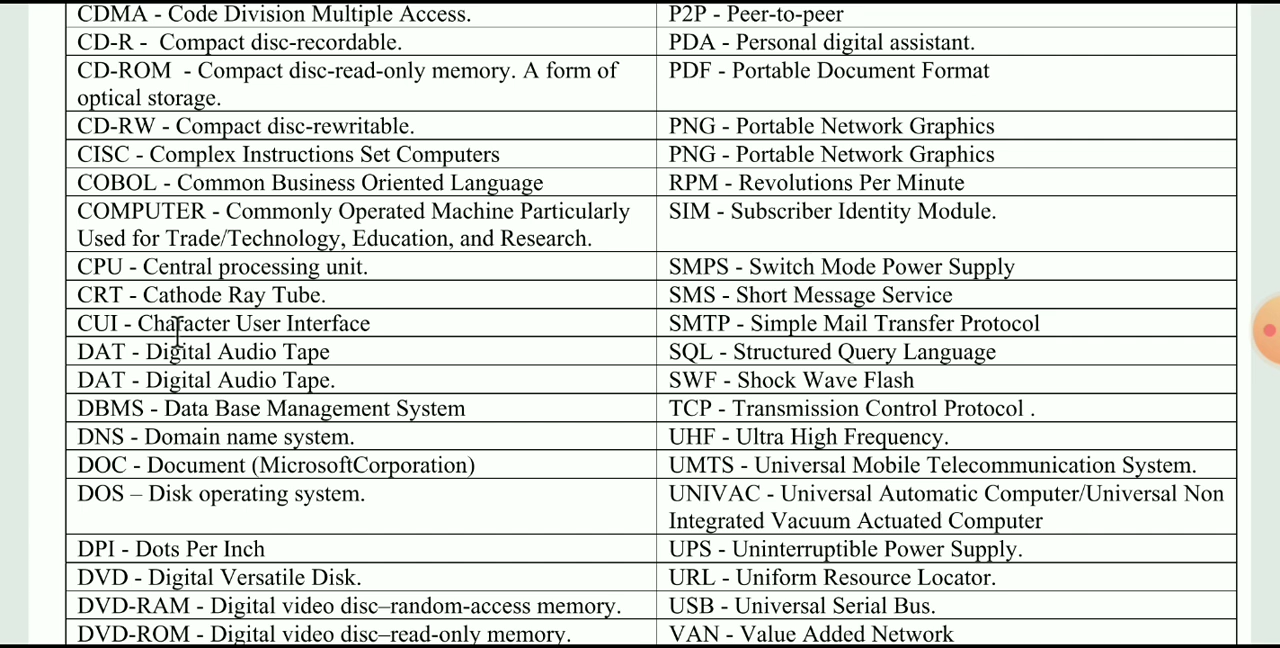 CDMA - Code Division Multiple Access.
P2P - Peer-to-peer
CD-R -  Compact disc-recordable.
PDA - Personal digital assistant.
CD-ROM  - Compact disc-read-only memory. A form of
optical storage.
PDF - Portable Document Format
CD-RW - Compact disc-rewritable.
PNG - Portable Network Graphics
CISC - Complex Instructions Set Computers
PNG - Portable Network Graphics
COBOL - Common Business Oriented Language
RPM - Revolutions Per Minute
COMPUTER - Commonly Operated Machine Particularly
Used for Trade/Technology, Education, and Research.
SIM - Subscriber Identity Module.
CPU - Central processing unit.
SMPS - Switch Mode Power Supply
CRT - Cathode Ray Tube.
SMS - Short Message Service
CUI - Character User Interface
SMTP - Simple Mail Transfer Protocol
DAT - Digital Audio Tape
SQL - Structured Query Language
DAT - Digital Audio Tape.
SWF - Shock Wave Flash
DBMS - Data Base Management System
TCP - Transmission Control Protocol .
DNS - Domain name system.
UHF - Ultra High Frequency.
DOC - Document (MicrosoftCorporation)
UMTS - Universal Mobile Telecommunication System.
DOS – Disk operating system.
UNIVAC - Universal Automatic Computer/Universal Non
Integrated Vacuum Actuated Computer
DPI - Dots Per Inch
UPS - Uninterruptible Power Supply.
DVD - Digital Versatile Disk.
URL - Uniform Resource Locator.
DVD-RAM - Digital video disc–random-access memory.
USB - Universal Serial Bus.
DVD-ROM - Digital video disc–read-only memory.
VAN - Value Added Network